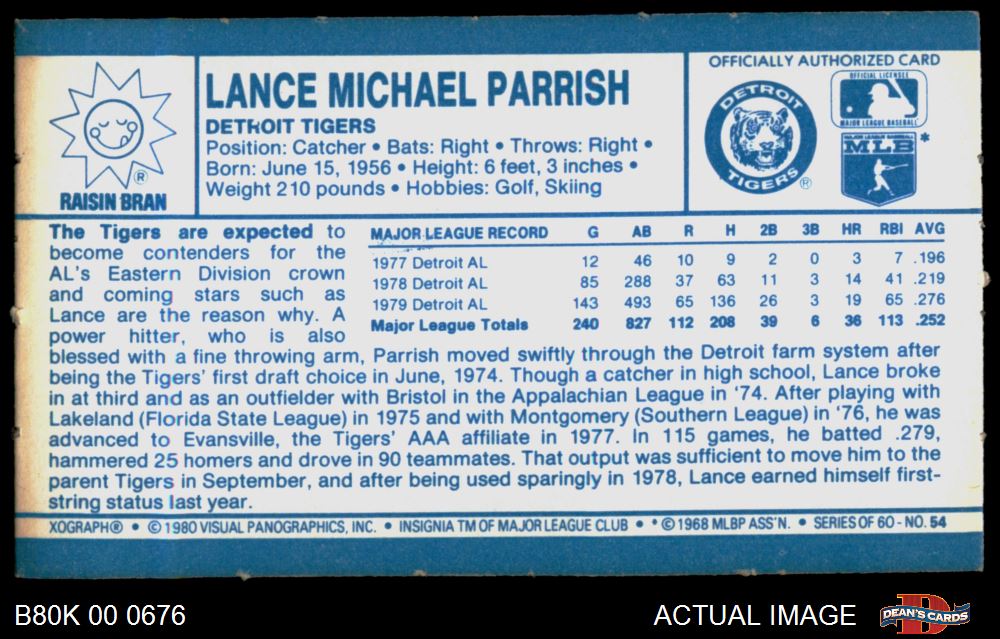 LANCE MICHAEL PARRISH
DETROIT TIGERS
Position: Catcher • Bats: Right • Throws: Right •
Born: June 15, 1956 • Height: 6 feet, 3 inches •
Weight 210 pounds • Hobbies: Golf, Skiing
® 
RAISIN BRAN
OFFICIALLY AUTHORIZED CARD
DETROIT
TIGERS
®
OFFICIAL LICENSEE
MAJOR LEAGUE BASEBALL
MAJOR LEAGUE BASEBALL
MLB
*
The Tigers are expected to
become contenders for the
AL's Eastern Division crown
and coming stars such as
Lance are the reason why. A
power hitter, who is also
blessed with a fine throwing arm, Parrish moved swiftly through the Detroit farm system after
being the Tigers' first draft choice in June, 1974. Though a catcher in high school, Lance broke
in at third and as an outfielder with Bristol in the Appalachian League in '74. After playing with
Lakeland (Florida State League) in 1975 and with Montgomery (Southern League) in '76, he was
advanced to Evansville, the Tigers' AAA affiliate in 1977. In 115 games, he batted .279,
hammered 25 homers and drove in 90 teammates. That output was sufficient to move him to the
parent Tigers in September, and after being used sparingly in 1978, Lance earned himself first-
string status last year.
MAJOR LEAGUE RECORD G AB R H 2B 3B HR RBI AVG
1977 Detroit AL 12 46 10 9 2 0 3 7 .196
1978 Detroit AL 85 288 37 63 11 3 14 41 .219
1979 Detroit AL 143 493 65 136 26 3 19 65 .276
Major League Totals 240 827 112 208 39 6 36 113 .252
XOGRAPH® • © 1980 VISUAL PANOGRAPHICS, INC. • INSIGNIA TM OF MAJOR LEAGUE CLUB • * © 1968 MLBP ASS'N. • SERIES OF 60 - NO. 54
B80K 00 0676
ACTUAL IMAGE
D
DEAN'S CARDS